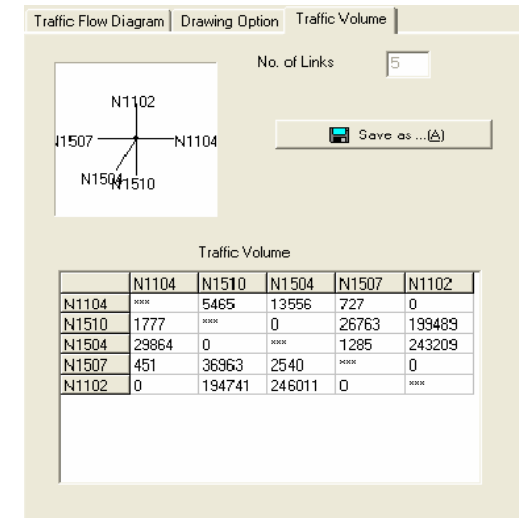 Traffic Flow Diagram Drawing Option Traffic Volume
No. of Links 5
N1102
N1507 N1104
N1504 N1510
Save as ...(A)
Traffic Volume
N1104 N1510 N1504 N1507 N1102
N1104 *** 5465 13556 727 0
N1510 1777 *** 0 26763 199489
N1504 29864 0 *** 1285 243209
N1507 451 36963 2540 *** 0
N1102 0 194741 246011 0 ***